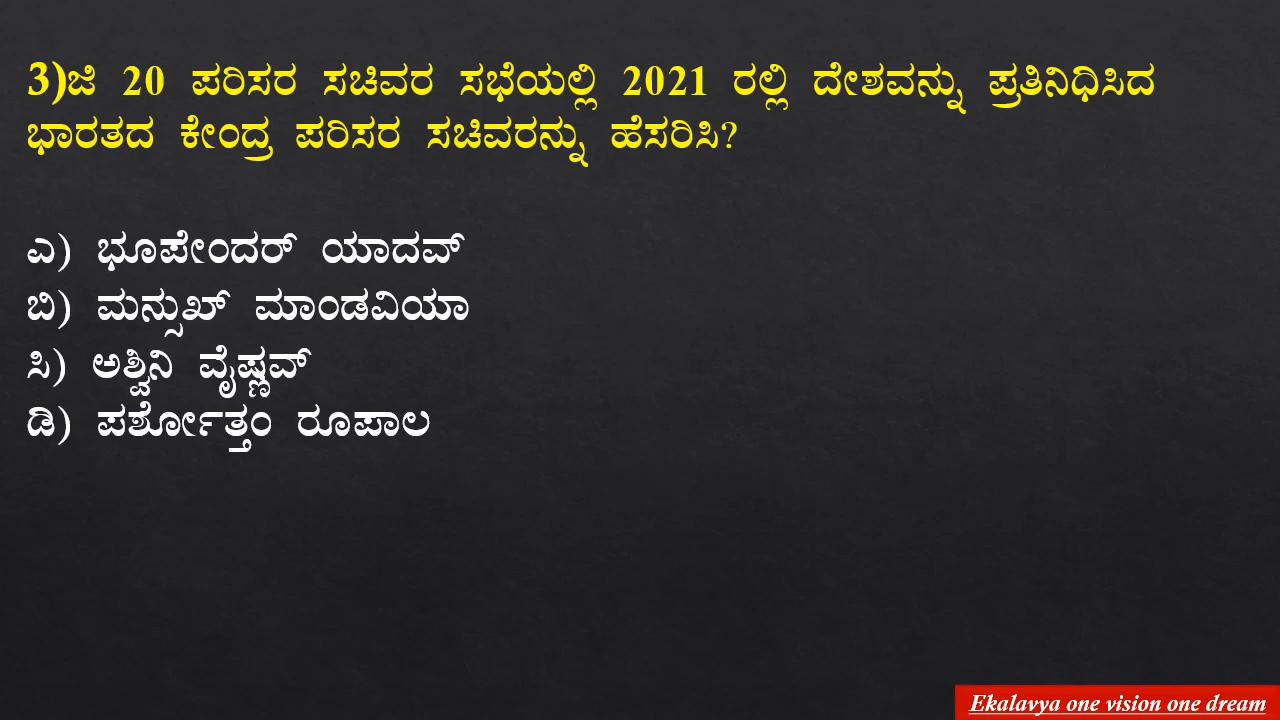 3)ಜಿ 20 ಪರಿಸರ ಸಚಿವರ ಸಭೆಯಲ್ಲಿ 2021 ರಲ್ಲಿ ದೇಶವನ್ನು ಪ್ರತಿನಿಧಿಸಿದ
ಭಾರತದ ಕೇಂದ್ರ ಪರಿಸರ ಸಚಿವರನ್ನು ಹೆಸರಿಸಿ?
ಎ) ಭೂಪೇಂದರ್ ಯಾದವ್
ಬಿ) ಮನ್ಸುಖ್ ಮಾಂಡವಿಯಾ
ಸಿ) ಅಶ್ವಿನಿ ವೈಷ್ಣವ್
ಡಿ) ಪರ್ಶೋತ್ತಂ ರೂಪಾಲ
Ekalavya one vision one dream